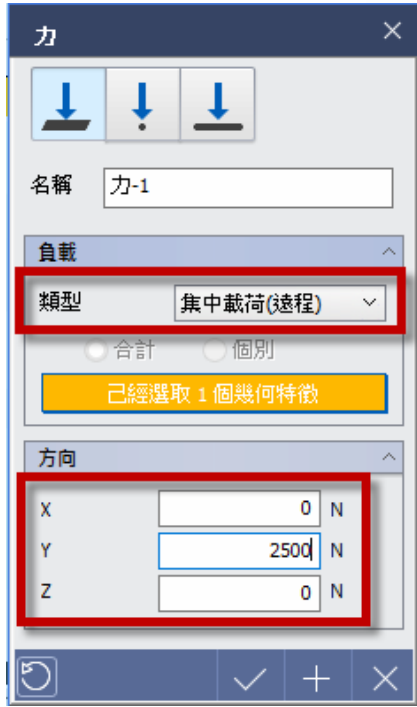 力
名稱 力-1
負載
類型 集中載荷(遠程)
合計 個別
己經選取 1 個幾何特徵
方向
X 0 N
Y 2500 N
Z 0 N